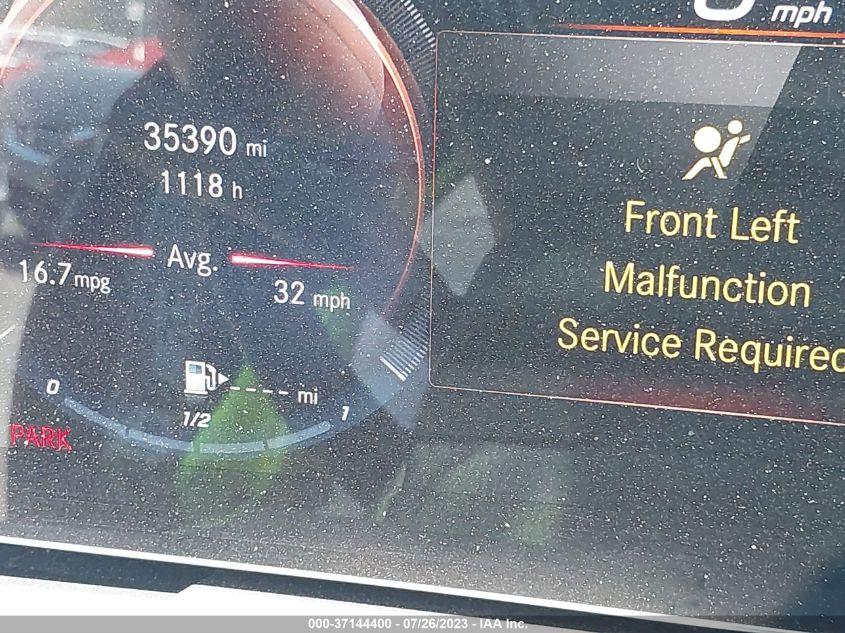 0 mph
35390 mi
1118 h
Avg.
16.7 mpg
32 mph
0
1/2
1
---- mi
PARK
Front Left
Malfunction
Service Required
000-37144400 - 07/26/2023 - IAA Inc.